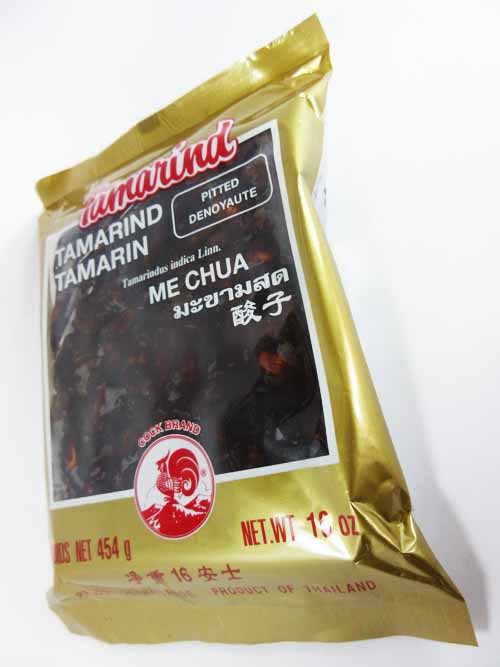 Tamarind
PITTED
DENOYAUTE
TAMARIND
TAMARIN
Tamarindus indica Linn.
ME CHUA
มะขามสด
酸子
COCK BRAND
NET 454 g
NET.WT 16 oz
淨重16安士
PRODUCT OF THAILAND